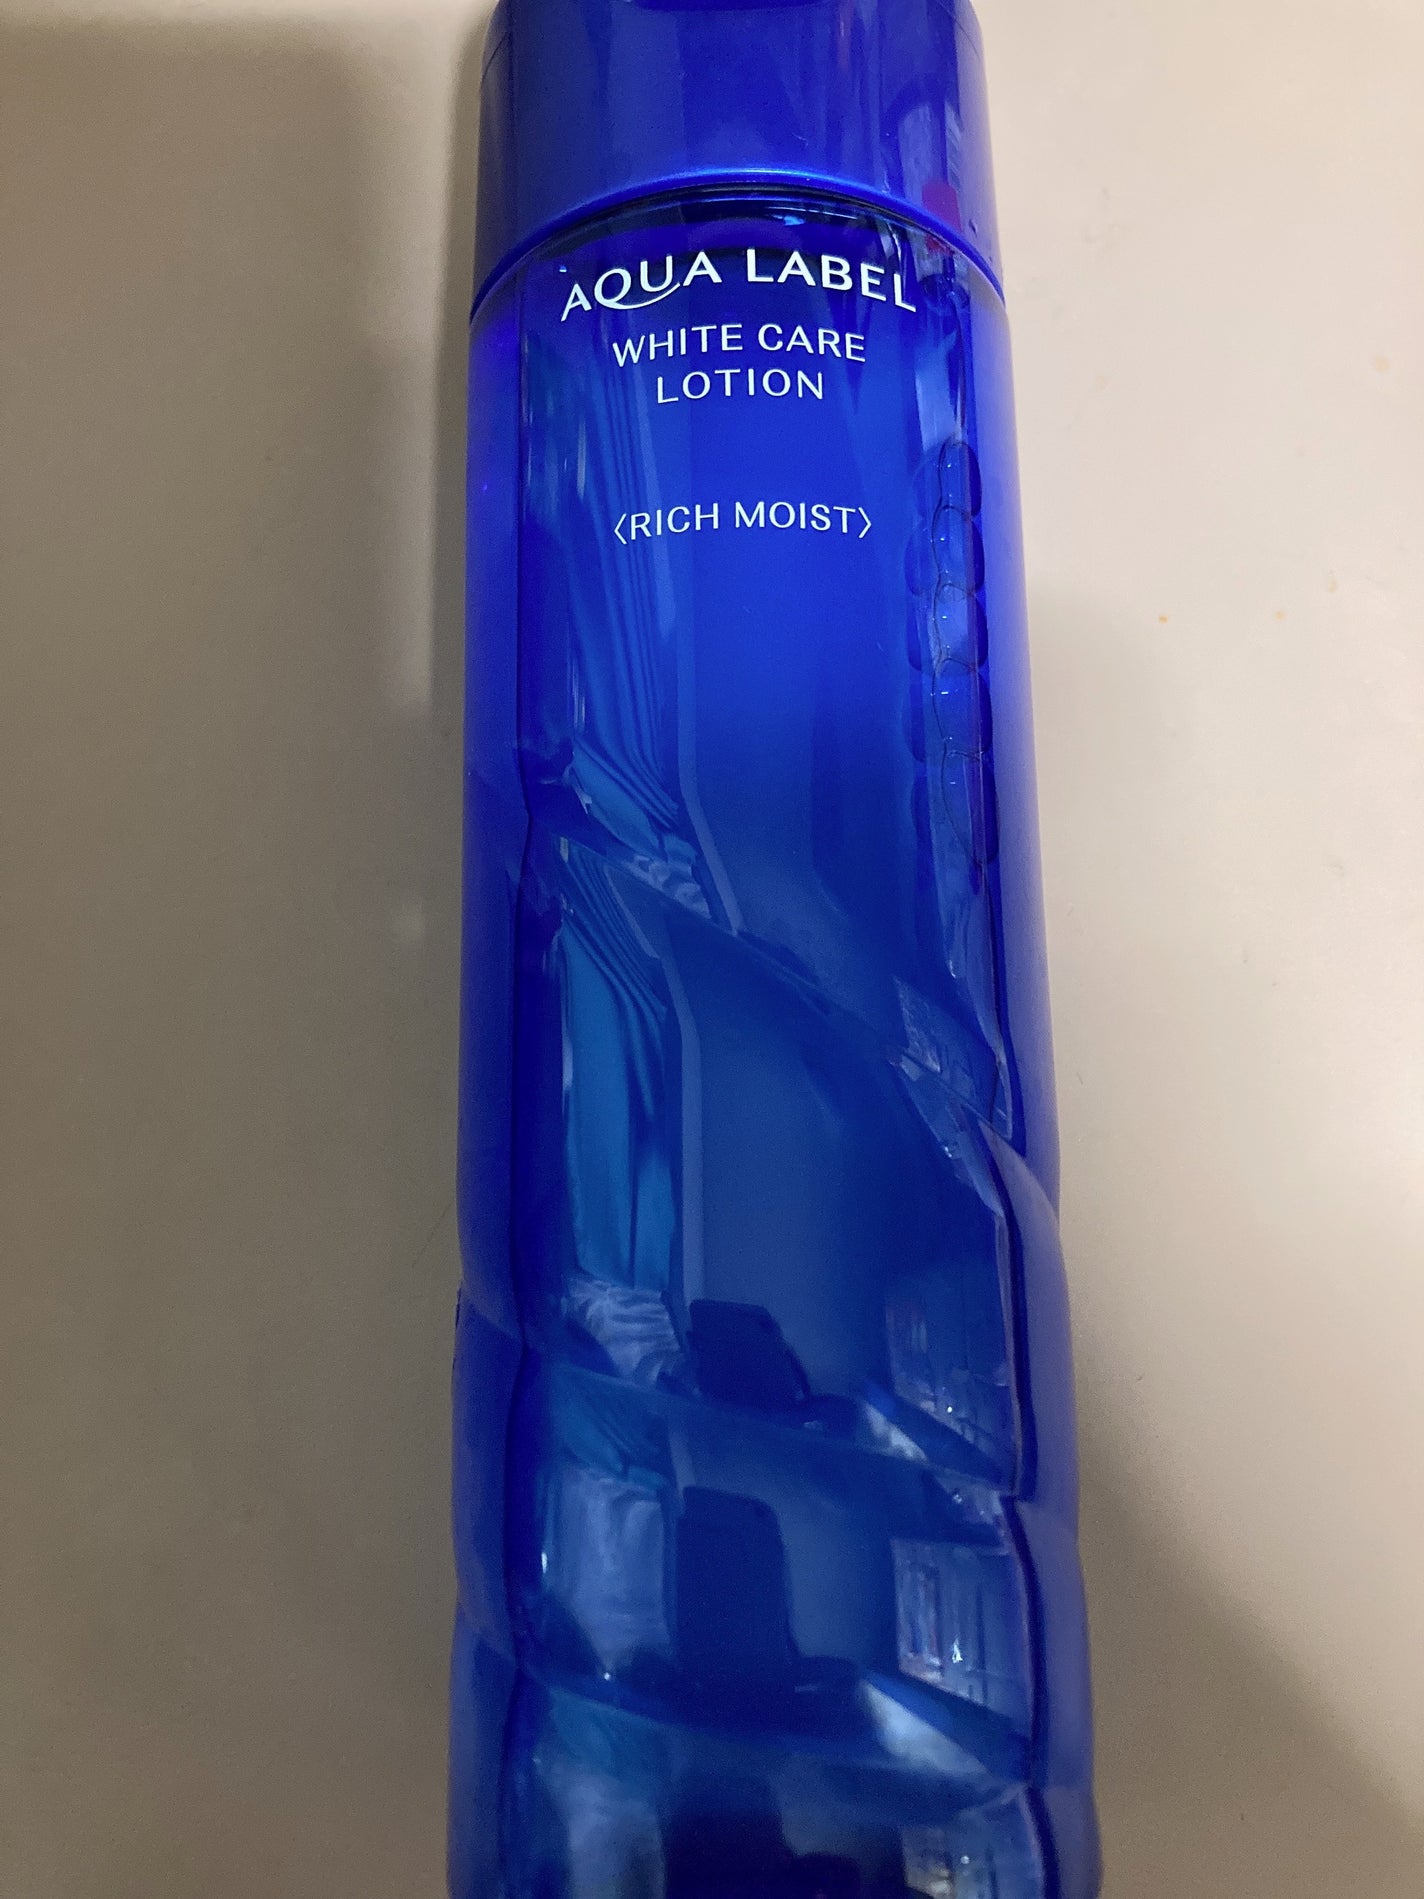 AQUA LABEL
WHITE CARE
LOTION
〈RICH MOIST〉